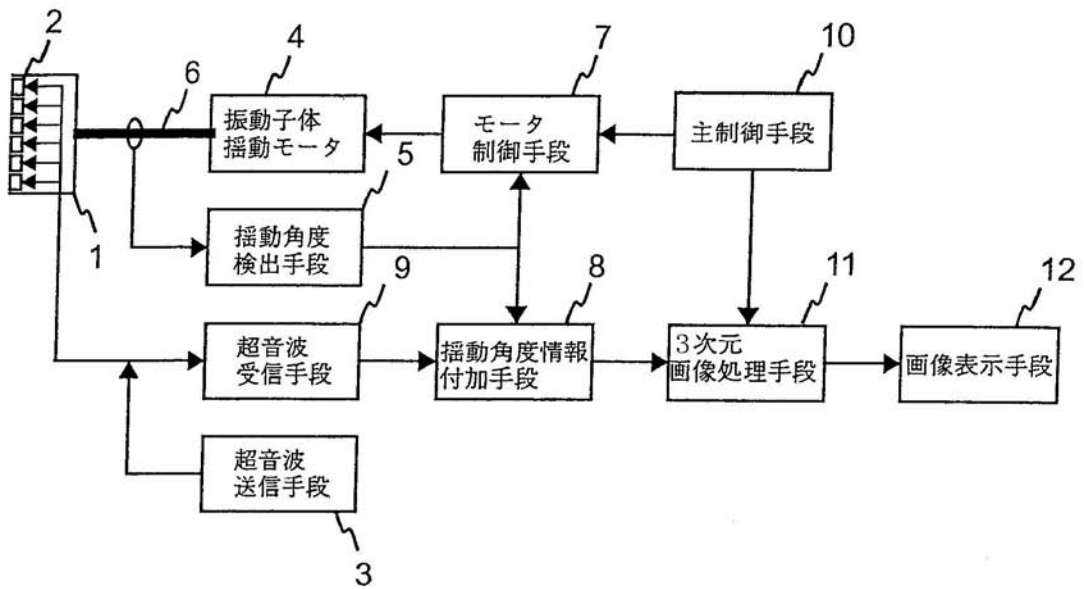 2
4
7
10
6
振動子体
揺動モータ
モータ
制御手段
主制御手段
5
揺動角度
検出手段
1
9
8
11
12
超音波
受信手段
揺動角度情報
付加手段
3次元
画像処理手段
画像表示手段
超音波
送信手段
3